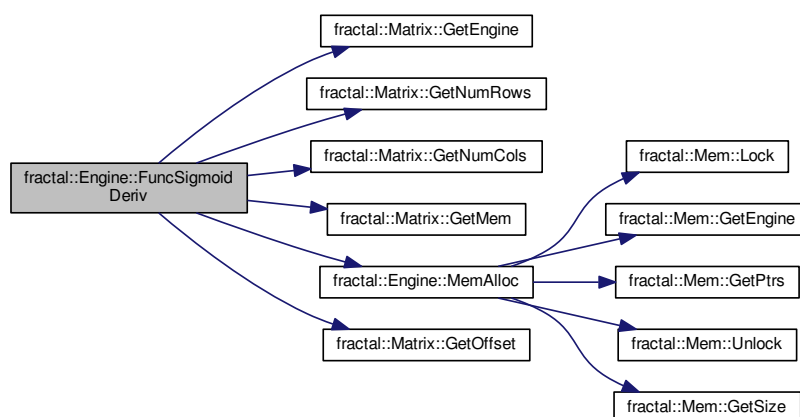 fractal::Matrix::GetEngine
fractal::Matrix::GetNumRows
fractal::Matrix::GetNumCols
fractal::Mem::Lock
fractal::Engine::FuncSigmoid
Deriv
fractal::Matrix::GetMem
fractal::Mem::GetEngine
fractal::Engine::MemAlloc
fractal::Mem::GetPtrs
fractal::Matrix::GetOffset
fractal::Mem::Unlock
fractal::Mem::GetSize